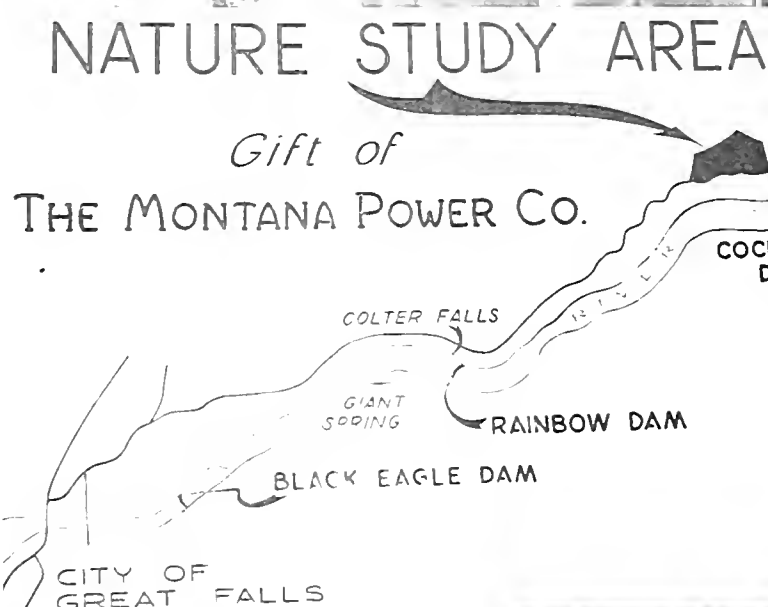 NATURE STUDY AREA
Gift of
THE MONTANA POWER CO.
RIVER
COLTER FALLS
GIANT
SPRING
RAINBOW DAM
BLACK EAGLE DAM
CITY OF
GREAT FALLS